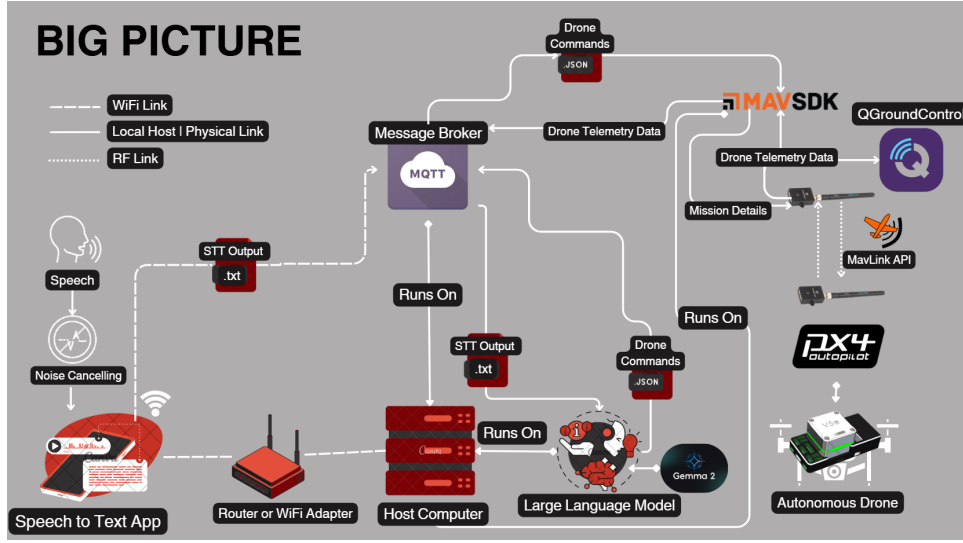 BIG PICTURE
WiFi Link
Local Host | Physical Link
RF Link
Drone
Commands
.JSON
MAVSDK
QGroundControl
Message Broker
MQTT
Drone Telemetry Data
Drone Telemetry Data
Mission Details
MavLink API
STT Output
.txt
Speech
Runs On
Runs On
Noise Cancelling
STT Output
.txt
Drone
Commands
.JSON
PX4
autopilot
Runs On
Canva
Gemma 2
V5+
Speech to Text App
Router or WiFi Adapter
Host Computer
Large Language Model
Autonomous Drone